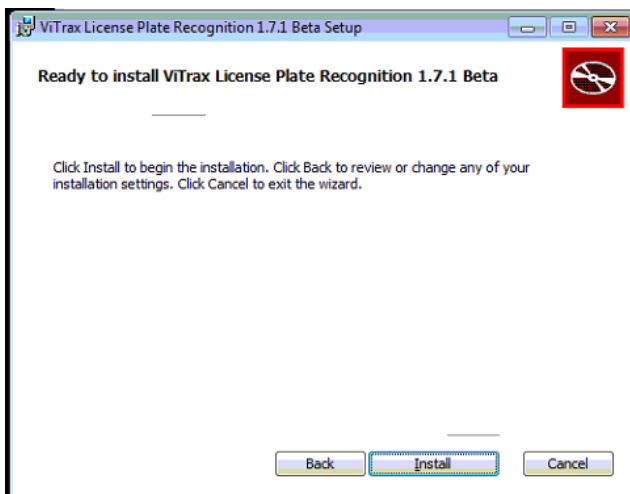 ViTrax License Plate Recognition 1.7.1 Beta Setup
Ready to install ViTrax License Plate Recognition 1.7.1 Beta
Click Install to begin the installation. Click Back to review or change any of your
installation settings. Click Cancel to exit the wizard.
Back Install Cancel